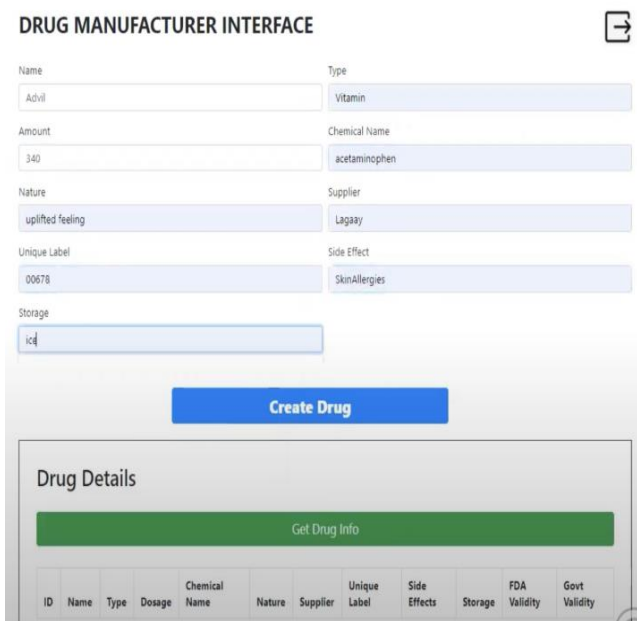 DRUG MANUFACTURER INTERFACE
Name Type
Advil Vitamin
Amount Chemical Name
340 acetaminophen
Nature Supplier
uplifted feeling Lagaay
Unique Label Side Effect
00678 SkinAllergies
Storage
ice
Create Drug
Drug Details
Get Drug Info
ID Name Type Dosage Chemical Name Nature Supplier Unique Label Side Effects Storage FDA Validity Govt Validity